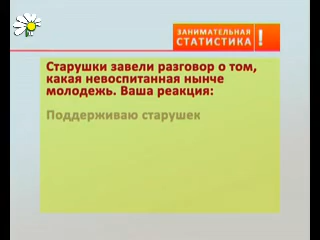 ЗАНИМАТЕЛЬНАЯ
СТАТИСТИКА !
Старушки завели разговор о том,
какая невоспитанная нынче
молодежь. Ваша реакция:
Поддерживаю старушек